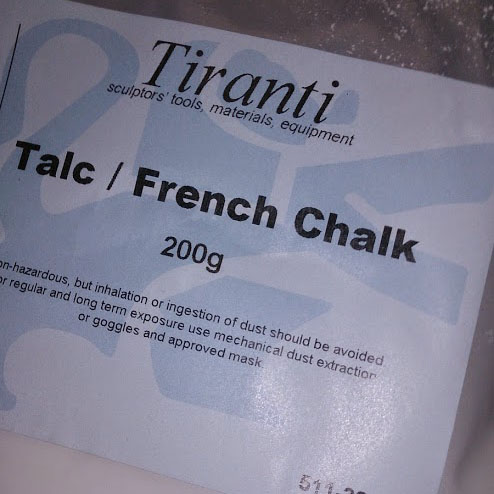 Tiranti
sculptors' tools, materials, equipment
Talc / French Chalk
200g
on-hazardous, but inhalation or ingestion of dust should be avoided
or regular and long term exposure use mechanical dust extraction
or goggles and approved mask.